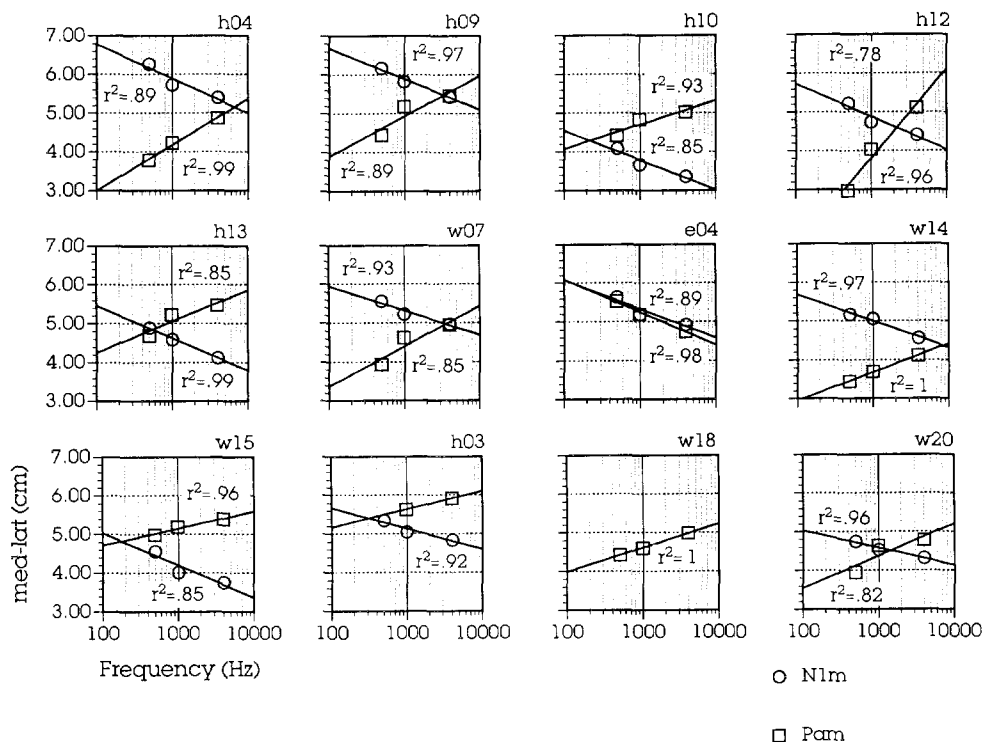 h04 h09 h10 h12
7.00
6.00
5.00
4.00
3.00
r²=.89
r²=.99
r²=.97
r²=.89
r²=.93
r²=.85
r²=.78
r²=.96
h13 w07 e04 w14
7.00
6.00
5.00
4.00
3.00
r²=.85
r²=.99
r²=.93
r²=.85
r²=.89
r²=.98
r²=.97
r²=1
w15 h03 w18 w20
med-lat (cm)
7.00
6.00
5.00
4.00
3.00
r²=.96
r²=.85
r²=.92
r²=1
r²=.96
r²=.82
100 1000 10000 100 1000 10000 100 1000 10000 100 1000 10000
Frequency (Hz)
N1m
Pam